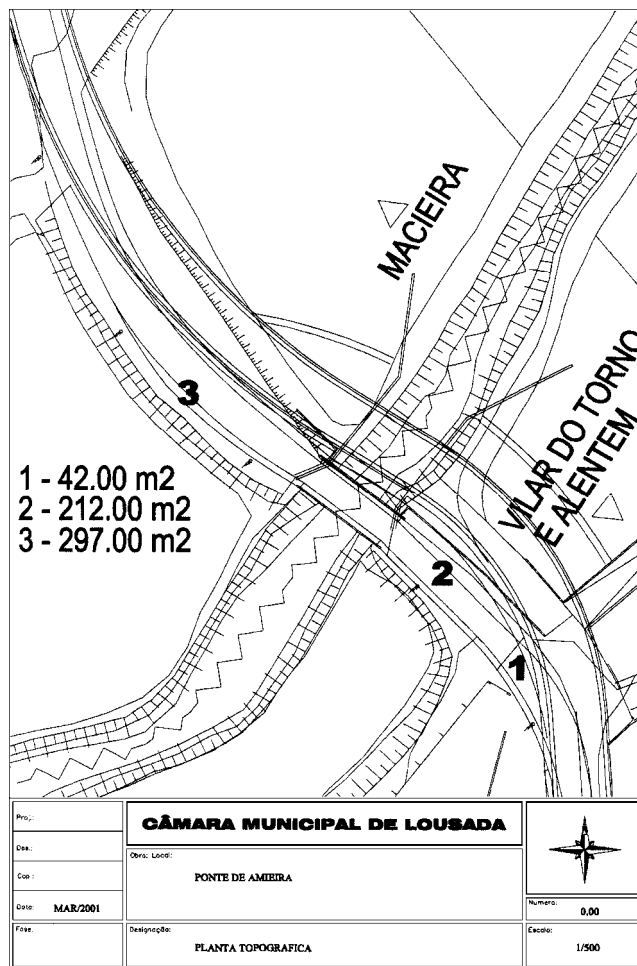 MACIEIRA
3
1 - 42.00 m2
2 - 212.00 m2
3 - 297.00 m2
VILAR DO TORNO
E ALENTEM
2
1
Proj.:
Des.:
Cop.:
Data: MAR/2001
Fase:
CÂMARA MUNICIPAL DE LOUSADA
Obra: Local:
PONTE DE AMIEIRA
Designação:
PLANTA TOPOGRAFICA
Numero:
0,00
Escala:
1/500